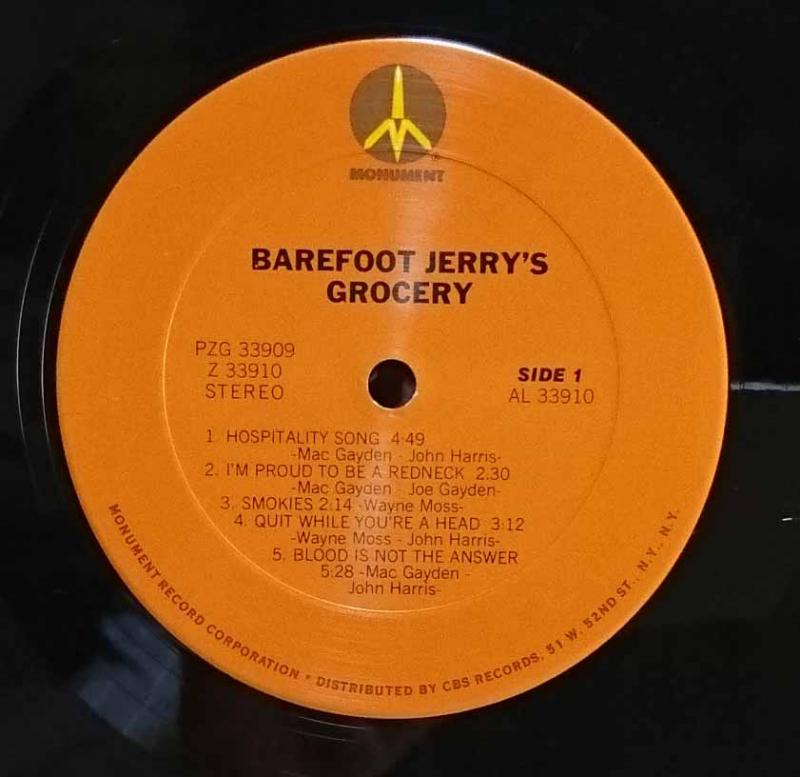 MONUMENT
BAREFOOT JERRY'S
GROCERY
PZG 33909
Z 33910
STEREO
SIDE 1
AL 33910
1. HOSPITALITY SONG 4:49
-Mac Gayden - John Harris-
2. I'M PROUD TO BE A REDNECK 2.30
-Mac Gayden - Joe Gayden-
3. SMOKIES 2:14 -Wayne Moss-
4. QUIT WHILE YOU'RE A HEAD 3:12
-Wayne Moss - John Harris-
5. BLOOD IS NOT THE ANSWER
5:28 -Mac Gayden -
John Harris-
MONUMENT RECORD CORPORATION * DISTRIBUTED BY CBS RECORDS, 51 W. 52ND ST., N.Y., N.Y.